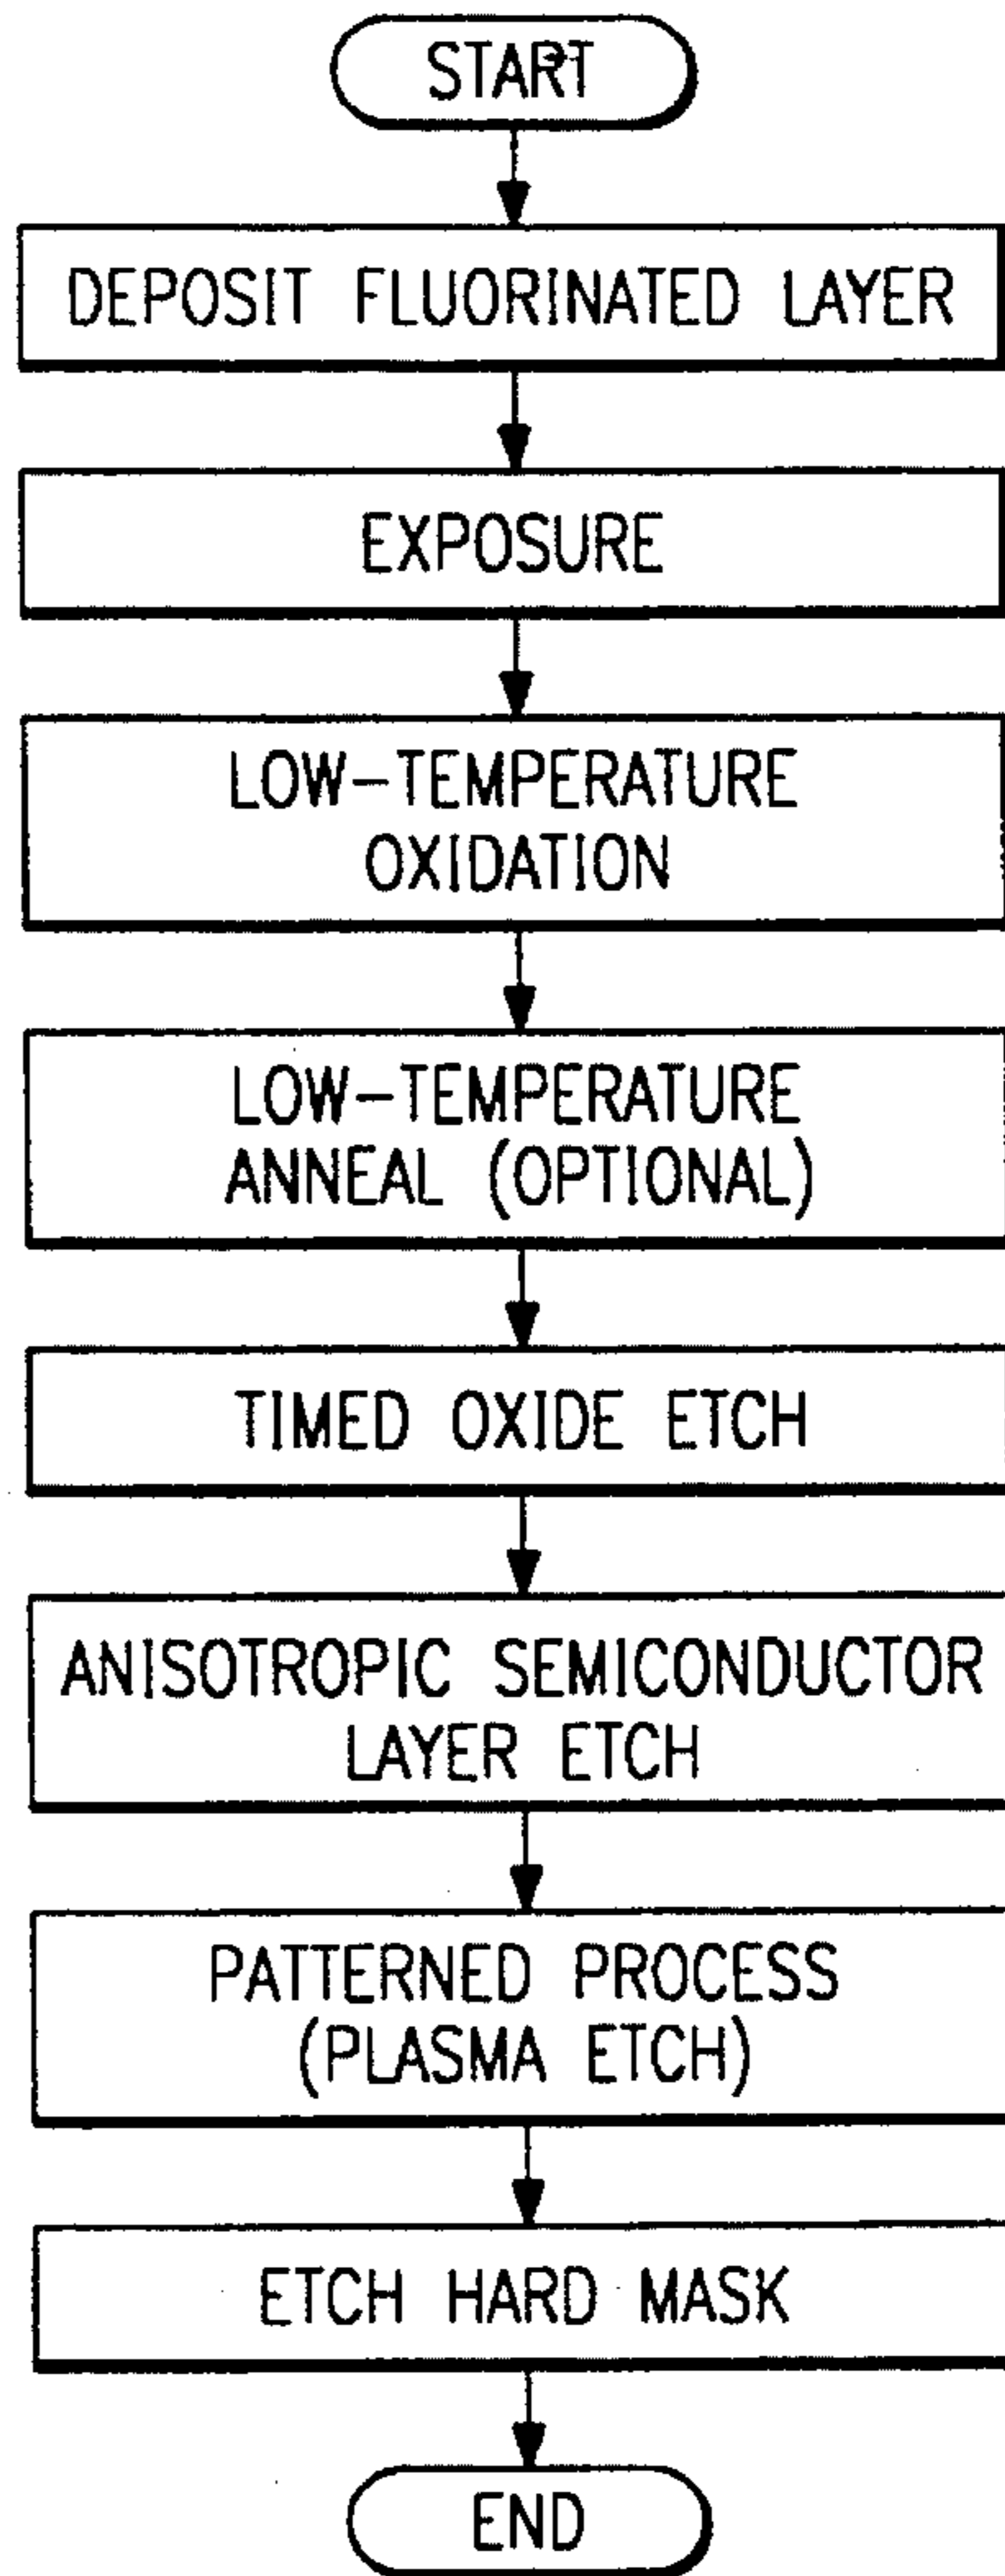 START
DEPOSIT FLUORINATED LAYER
EXPOSURE
LOW-TEMPERATURE
OXIDATION
LOW-TEMPERATURE
ANNEAL (OPTIONAL)
TIMED OXIDE ETCH
ANISOTROPIC SEMICONDUCTOR
LAYER ETCH
PATTERNED PROCESS
(PLASMA ETCH)
ETCH HARD MASK
END